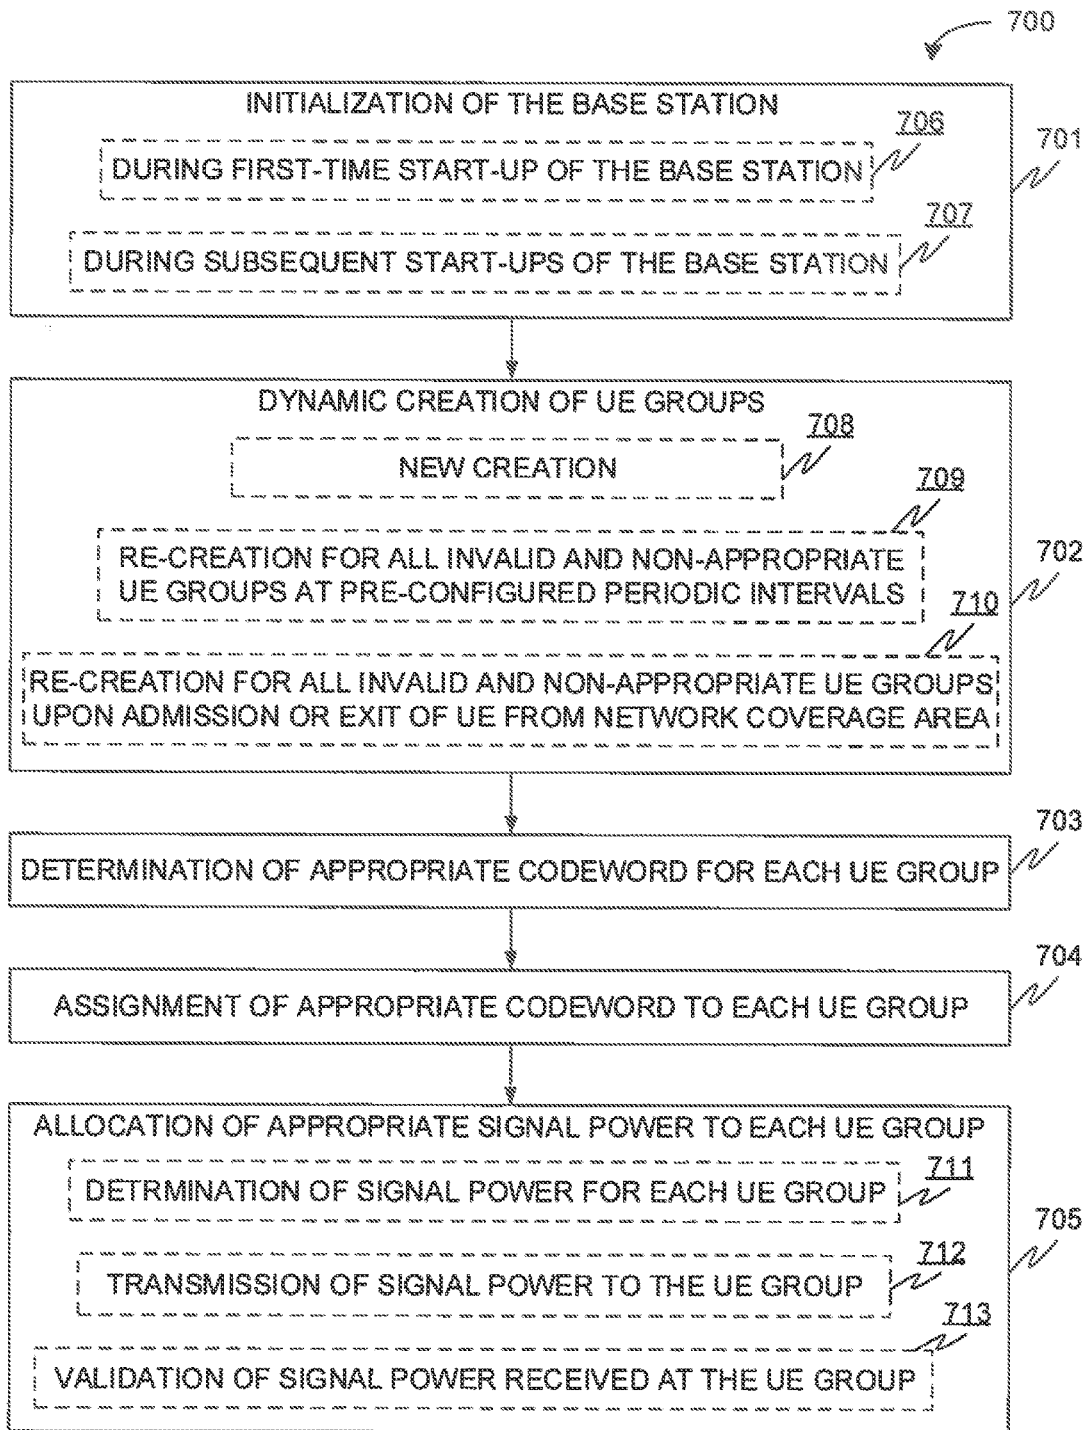 700
INITIALIZATION OF THE BASE STATION
706
701
DURING FIRST-TIME START-UP OF THE BASE STATION
707
DURING SUBSEQUENT START-UPS OF THE BASE STATION
DYNAMIC CREATION OF UE GROUPS
708
NEW CREATION
709
RE-CREATION FOR ALL INVALID AND NON-APPROPRIATE
UE GROUPS AT PRE-CONFIGURED PERIODIC INTERVALS
702
710
RE-CREATION FOR ALL INVALID AND NON-APPROPRIATE UE GROUPS
UPON ADMISSION OR EXIT OF UE FROM NETWORK COVERAGE AREA
703
DETERMINATION OF APPROPRIATE CODEWORD FOR EACH UE GROUP
704
ASSIGNMENT OF APPROPRIATE CODEWORD TO EACH UE GROUP
ALLOCATION OF APPROPRIATE SIGNAL POWER TO EACH UE GROUP
711
DETRMINATION OF SIGNAL POWER FOR EACH UE GROUP
705
712
TRANSMISSION OF SIGNAL POWER TO THE UE GROUP
713
VALIDATION OF SIGNAL POWER RECEIVED AT THE UE GROUP